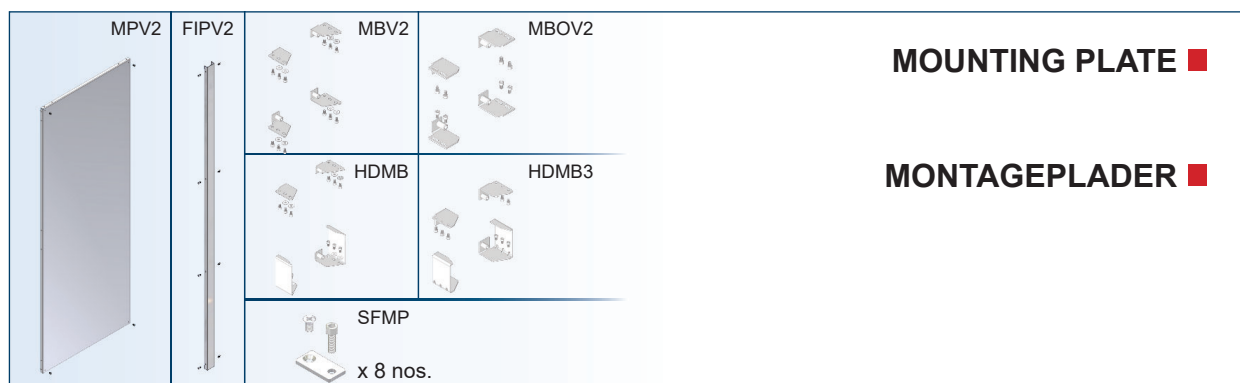 MPV2
FIPV2
MBV2
MBOV2
MOUNTING PLATE
HDMB
HDMB3
MONTAGEPLADER
SFMP
x 8 nos.